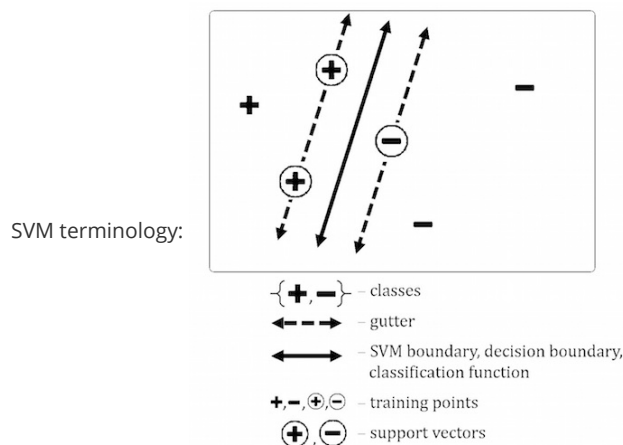 SVM terminology:
{+, −} – classes
– gutter
– SVM boundary, decision boundary,
classification function
+,−,⊕,⊖ – training points
⊕, ⊖ – support vectors